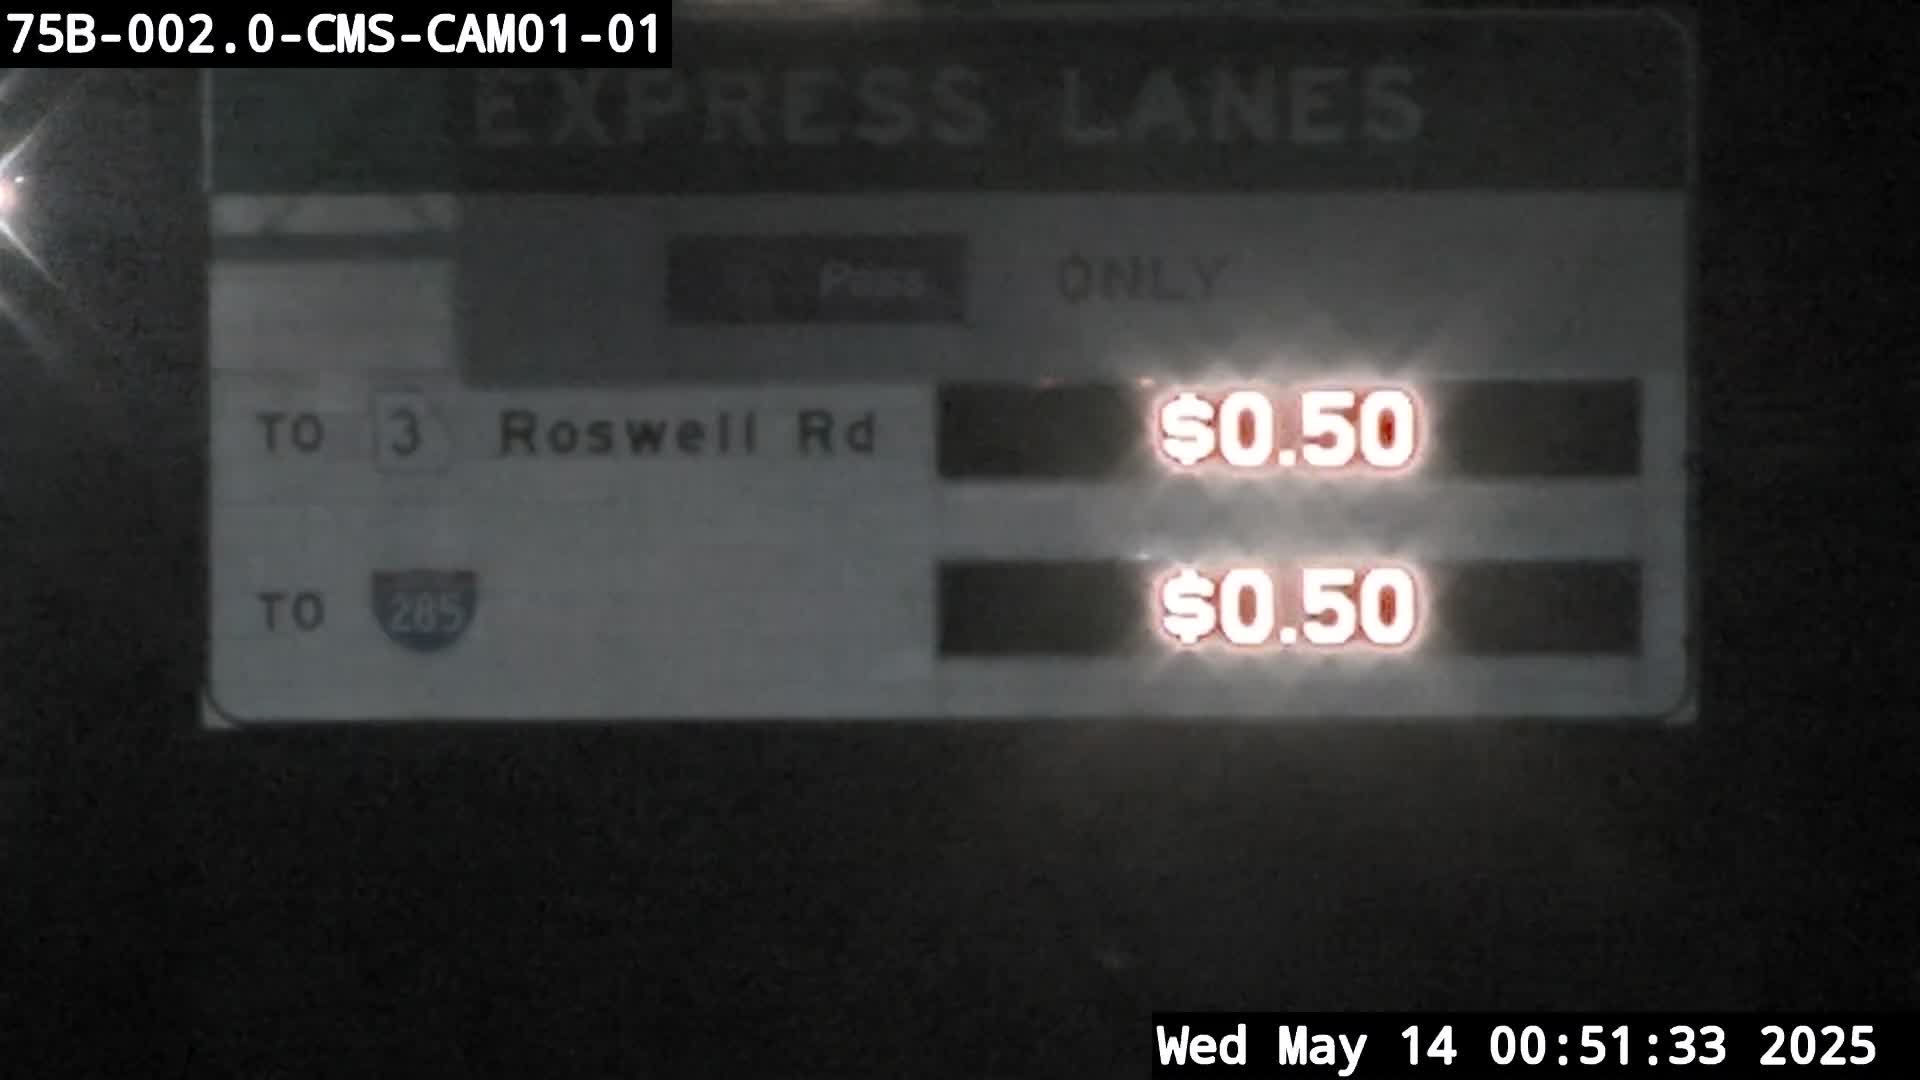 75B-002.0-CMS-CAM01-01
EXPRESS LANES
Pass ONLY
TO 3 Roswell Rd $0.50
TO 285 $0.50
Wed May 14 00:51:33 2025